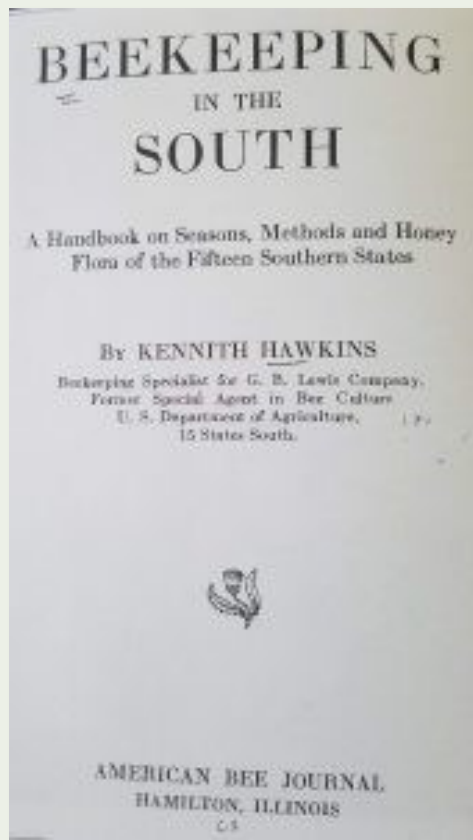 BEEKEEPING
IN THE
SOUTH
A Handbook on Seasons, Methods and Honey
Flora of the Fifteen Southern States
BY KENNITH HAWKINS
Beekeeping Specialist for G. B. Lewis Company,
Former Special Agent in Bee Culture
U. S. Department of Agriculture,
15 States South.
AMERICAN BEE JOURNAL
HAMILTON, ILLINOIS